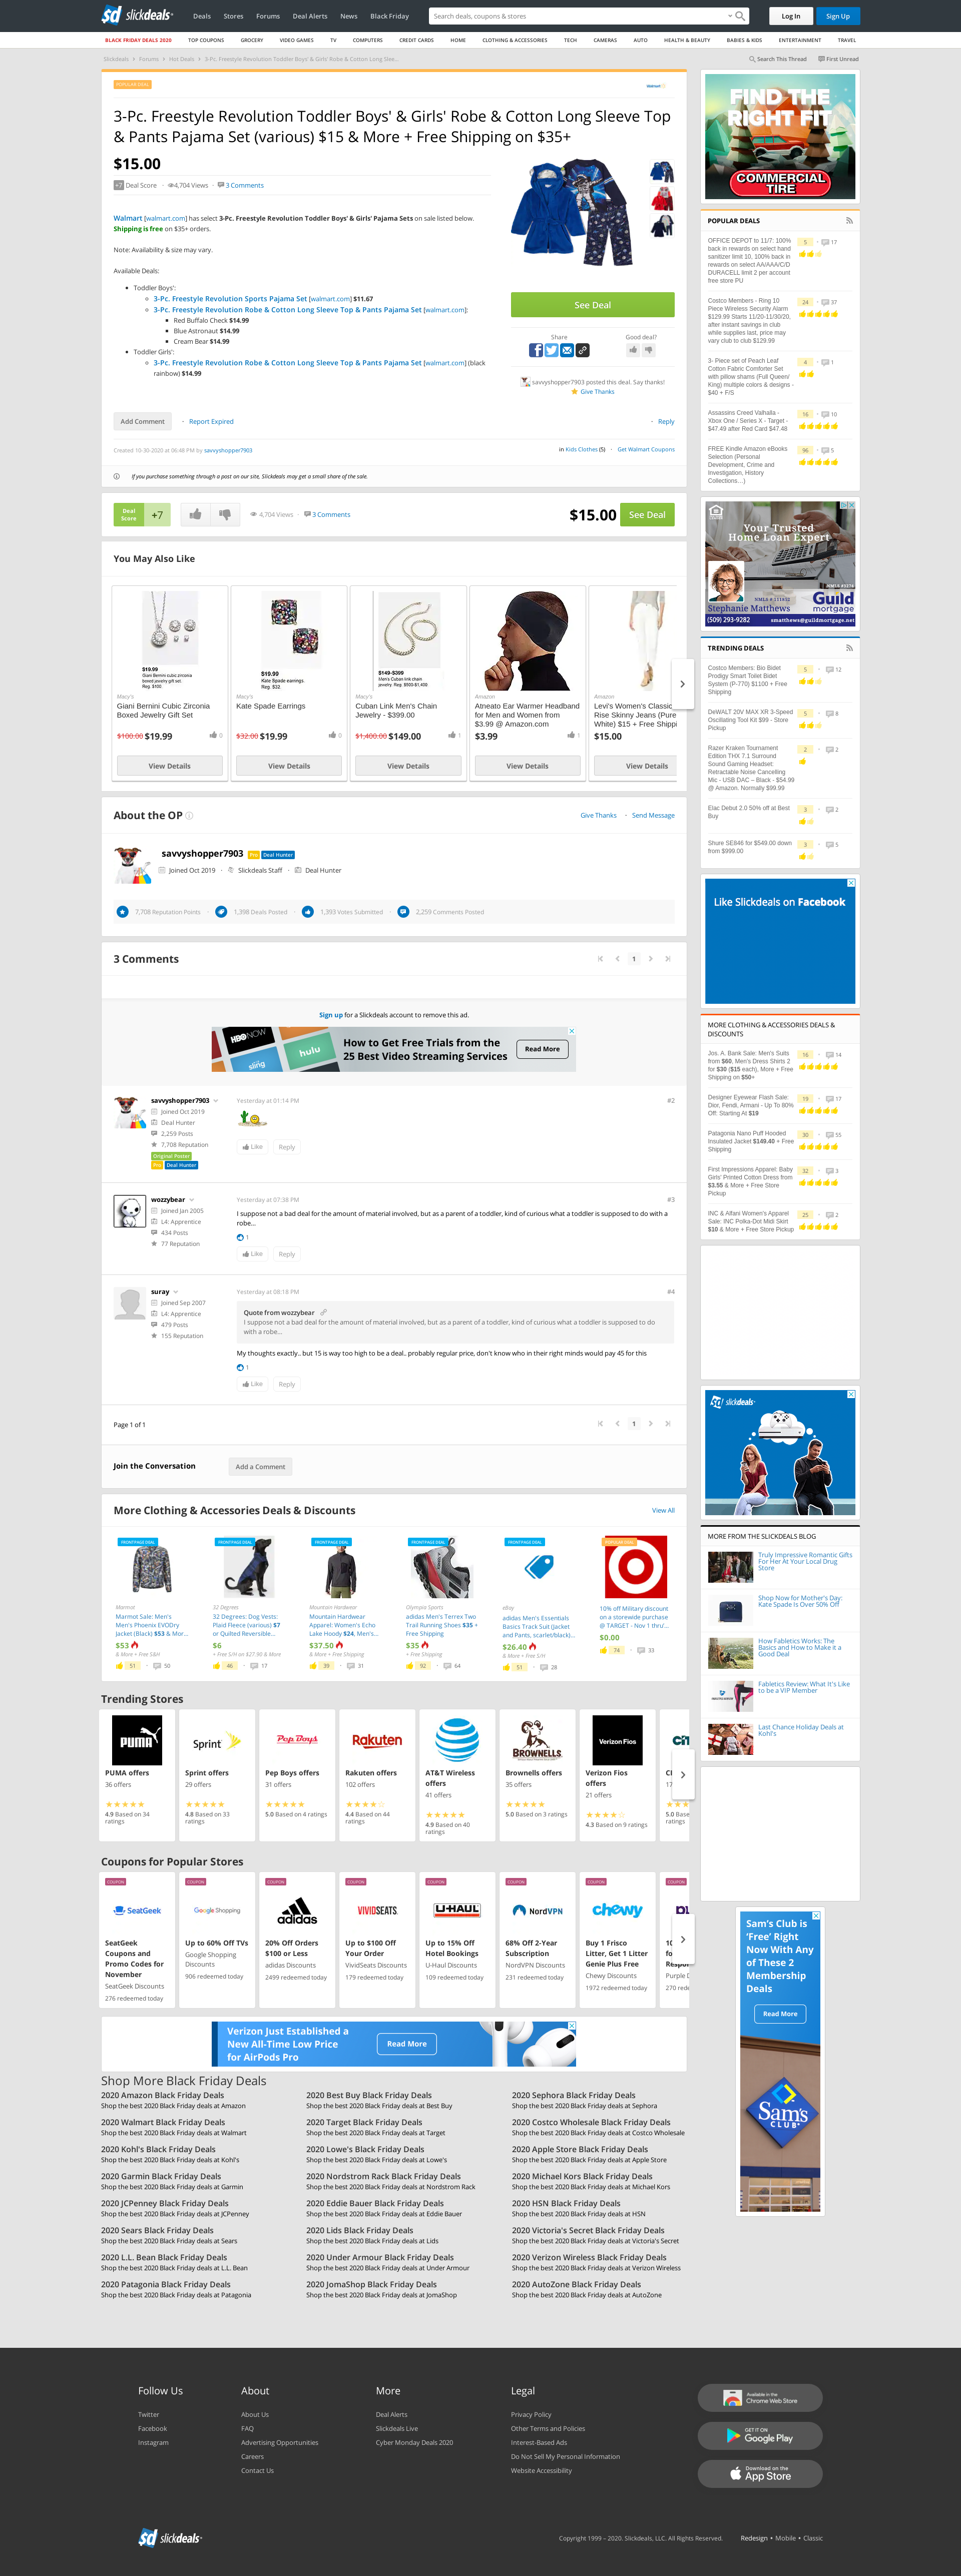 slickdeals
Deals Stores Forums Deal Alerts News Black Friday
Search deals, coupons & stores
Log In Sign Up
BLACK FRIDAY DEALS 2020 TOP COUPONS GROCERY VIDEO GAMES TV COMPUTERS CREDIT CARDS HOME CLOTHING & ACCESSORIES TECH CAMERAS AUTO HEALTH & BEAUTY BABIES & KIDS ENTERTAINMENT TRAVEL
Slickdeals Forums Hot Deals 3-Pc. Freestyle Revolution Toddler Boys' & Girls' Robe & Cotton Long Slee...
Search This Thread First Unread
POPULAR DEAL
Walmart
3-Pc. Freestyle Revolution Toddler Boys' & Girls' Robe & Cotton Long Sleeve Top
& Pants Pajama Set (various) $15 & More + Free Shipping on $35+
$15.00
+7 Deal Score 4,704 Views 3 Comments
Walmart [walmart.com] has select 3-Pc. Freestyle Revolution Toddler Boys' & Girls' Pajama Sets on sale listed below.
Shipping is free on $35+ orders.
Note: Availability & size may vary.
Available Deals:
Toddler Boys':
3-Pc. Freestyle Revolution Sports Pajama Set [walmart.com] $11.67
3-Pc. Freestyle Revolution Robe & Cotton Long Sleeve Top & Pants Pajama Set [walmart.com]:
Red Buffalo Check $14.99
Blue Astronaut $14.99
Cream Bear $14.99
Toddler Girls':
3-Pc. Freestyle Revolution Robe & Cotton Long Sleeve Top & Pants Pajama Set [walmart.com] (black
rainbow) $14.99
See Deal
Share Good deal?
savvyshopper7903 posted this deal. Say thanks!
Give Thanks
Add Comment Report Expired Reply
Created 10-30-2020 at 06:48 PM by savvyshopper7903
in Kids Clothes (5) Get Walmart Coupons
If you purchase something through a post on our site, Slickdeals may get a small share of the sale.
Deal
Score
+7
4,704 Views 3 Comments
$15.00 See Deal
You May Also Like
$19.99
Giani Bernini cubic zirconia
boxed jewelry gift set.
Reg. $100
Macy's
Giani Bernini Cubic Zirconia
Boxed Jewelry Gift Set
$100.00 $19.99 0
View Details
$19.99
Kate Spade earrings.
Reg. $32.
Macy's
Kate Spade Earrings
$32.00 $19.99 0
View Details
$149-$399
Men's Cuban link chain
jewelry. Reg. $600-$1,400
Macy's
Cuban Link Men's Chain
Jewelry - $399.00
$1,400.00 $149.00 1
View Details
Amazon
Atneato Ear Warmer Headband
for Men and Women from
$3.99 @ Amazon.com
$3.99 1
View Details
Amazon
Levi's Women's Classic
Rise Skinny Jeans (Pure
White) $15 + Free Shippi
$15.00
View Details
About the OP
Give Thanks Send Message
savvyshopper7903 Pro Deal Hunter
Joined Oct 2019 Slickdeals Staff Deal Hunter
7,708 Reputation Points 1,398 Deals Posted 1,393 Votes Submitted 2,259 Comments Posted
3 Comments
1
Sign up for a Slickdeals account to remove this ad.
HBO NOW
sling
hulu
How to Get Free Trials from the
25 Best Video Streaming Services
Read More
savvyshopper7903
Joined Oct 2019
Deal Hunter
2,259 Posts
7,708 Reputation
Original Poster
Pro Deal Hunter
Yesterday at 01:14 PM #2
Like Reply
wozzybear
Joined Jan 2005
L4: Apprentice
434 Posts
77 Reputation
Yesterday at 07:38 PM #3
I suppose not a bad deal for the amount of material involved, but as a parent of a toddler, kind of curious what a toddler is supposed to do with a
robe...
1
Like Reply
suray
Joined Sep 2007
L4: Apprentice
479 Posts
155 Reputation
Yesterday at 08:18 PM #4
Quote from wozzybear
I suppose not a bad deal for the amount of material involved, but as a parent of a toddler, kind of curious what a toddler is supposed to do
with a robe...
My thoughts exactly.. but 15 is way too high to be a deal.. probably regular price, don't know who in their right minds would pay 45 for this
1
Like Reply
Page 1 of 1
1
Join the Conversation Add a Comment
More Clothing & Accessories Deals & Discounts View All
FRONTPAGE DEAL
Marmot
Marmot Sale: Men's
Men's Phoenix EVODry
Jacket (Black) $53 & Mor...
$53
& More + Free S&H
51 50
FRONTPAGE DEAL
32 Degrees
32 Degrees: Dog Vests:
Plaid Fleece (various) $7
or Quilted Reversible...
$6
+ Free S/H on $27.90 & More
46 17
FRONTPAGE DEAL
Mountain Hardwear
Mountain Hardwear
Apparel: Women's Echo
Lake Hoody $24, Men's...
$37.50
& More + Free Shipping
39 31
FRONTPAGE DEAL
Olympia Sports
adidas Men's Terrex Two
Trail Running Shoes $35 +
Free Shipping
$35
+ Free Shipping
92 64
FRONTPAGE DEAL
eBay
adidas Men's Essentials
Basics Track Suit (Jacket
and Pants, scarlet/black)...
$26.40
& More + Free S/H
51 28
POPULAR DEAL
10% off Military discount
on a storewide purchase
@ TARGET - Nov 1 thru'...
$0.00
74 33
Trending Stores
PUMA
PUMA offers
36 offers
4.9 Based on 34
ratings
Sprint
Sprint offers
29 offers
4.8 Based on 33
ratings
Pep Boys
Pep Boys offers
31 offers
5.0 Based on 4 ratings
Rakuten
Rakuten offers
102 offers
4.4 Based on 44
ratings
AT&T Wireless
offers
41 offers
4.9 Based on 40
ratings
BROWNELLS
Brownells offers
35 offers
5.0 Based on 3 ratings
Verizon Fios
Verizon Fios
offers
21 offers
4.3 Based on 9 ratings
5.0 Base
ratings
Coupons for Popular Stores
COUPON
SeatGeek
SeatGeek
Coupons and
Promo Codes for
November
SeatGeek Discounts
276 redeemed today
COUPON
Google Shopping
Up to 60% Off TVs
Google Shopping
Discounts
906 redeemed today
COUPON
adidas
20% Off Orders
$100 or Less
adidas Discounts
2499 redeemed today
COUPON
VIVIDSEATS
Up to $100 Off
Your Order
VividSeats Discounts
179 redeemed today
COUPON
U-HAUL
Up to 15% Off
Hotel Bookings
U-Haul Discounts
109 redeemed today
COUPON
NordVPN
68% Off 2-Year
Subscription
NordVPN Discounts
231 redeemed today
COUPON
chewy
Buy 1 Frisco
Litter, Get 1 Litter
Genie Plus Free
Chewy Discounts
1972 redeemed today
COUPON
Purple D
270 rede
Verizon Just Established a
New All-Time Low Price
for AirPods Pro
Read More
Shop More Black Friday Deals
2020 Amazon Black Friday Deals
Shop the best 2020 Black Friday deals at Amazon
2020 Best Buy Black Friday Deals
Shop the best 2020 Black Friday deals at Best Buy
2020 Sephora Black Friday Deals
Shop the best 2020 Black Friday deals at Sephora
2020 Walmart Black Friday Deals
Shop the best 2020 Black Friday deals at Walmart
2020 Target Black Friday Deals
Shop the best 2020 Black Friday deals at Target
2020 Costco Wholesale Black Friday Deals
Shop the best 2020 Black Friday deals at Costco Wholesale
2020 Kohl's Black Friday Deals
Shop the best 2020 Black Friday deals at Kohl's
2020 Lowe's Black Friday Deals
Shop the best 2020 Black Friday deals at Lowe's
2020 Apple Store Black Friday Deals
Shop the best 2020 Black Friday deals at Apple Store
2020 Garmin Black Friday Deals
Shop the best 2020 Black Friday deals at Garmin
2020 Nordstrom Rack Black Friday Deals
Shop the best 2020 Black Friday deals at Nordstrom Rack
2020 Michael Kors Black Friday Deals
Shop the best 2020 Black Friday deals at Michael Kors
2020 JCPenney Black Friday Deals
Shop the best 2020 Black Friday deals at JCPenney
2020 Eddie Bauer Black Friday Deals
Shop the best 2020 Black Friday deals at Eddie Bauer
2020 HSN Black Friday Deals
Shop the best 2020 Black Friday deals at HSN
2020 Sears Black Friday Deals
Shop the best 2020 Black Friday deals at Sears
2020 Lids Black Friday Deals
Shop the best 2020 Black Friday deals at Lids
2020 Victoria's Secret Black Friday Deals
Shop the best 2020 Black Friday deals at Victoria's Secret
2020 L.L. Bean Black Friday Deals
Shop the best 2020 Black Friday deals at L.L. Bean
2020 Under Armour Black Friday Deals
Shop the best 2020 Black Friday deals at Under Armour
2020 Verizon Wireless Black Friday Deals
Shop the best 2020 Black Friday deals at Verizon Wireless
2020 Patagonia Black Friday Deals
Shop the best 2020 Black Friday deals at Patagonia
2020 JomaShop Black Friday Deals
Shop the best 2020 Black Friday deals at JomaShop
2020 AutoZone Black Friday Deals
Shop the best 2020 Black Friday deals at AutoZone
FIND THE
RIGHT FIT
COMMERCIAL
TIRE
POPULAR DEALS
OFFICE DEPOT to 11/7: 100%
back in rewards on select hand
sanitizer limit 10, 100% back in
rewards on select AA/AAA/C/D
DURACELL limit 2 per account
free store PU
5 17
Costco Members - Ring 10
Piece Wireless Security Alarm
$129.99 Starts 11/20-11/30/20,
after instant savings in club
while supplies last, price may
vary club to club $129.99
24 37
3- Piece set of Peach Leaf
Cotton Fabric Comforter Set
with pillow shams (Full Queen/
King) multiple colors & designs -
$40 + F/S
4 1
Assassins Creed Valhalla -
Xbox One / Series X - Target -
$47.49 after Red Card $47.48
16 10
FREE Kindle Amazon eBooks
Selection (Personal
Development, Crime and
Investigation, History
Collections…)
96 5
Your Trusted
Home Loan Expert
Stephanie Matthews
(509) 293-9282
Guild
mortgage
smatthews@guildmortgage.net
TRENDING DEALS
Costco Members: Bio Bidet
Prodigy Smart Toilet Bidet
System (P-770) $1100 + Free
Shipping
5 12
DeWALT 20V MAX XR 3-Speed
Oscillating Tool Kit $99 - Store
Pickup
5 8
Razer Kraken Tournament
Edition THX 7.1 Surround
Sound Gaming Headset:
Retractable Noise Cancelling
Mic - USB DAC – Black - $54.99
@ Amazon. Normally $99.99
2 2
Elac Debut 2.0 50% off at Best
Buy
3 2
Shure SE846 for $549.00 down
from $999.00
3 5
Like Slickdeals on Facebook
MORE CLOTHING & ACCESSORIES DEALS &
DISCOUNTS
Jos. A. Bank Sale: Men's Suits
from $60, Men's Dress Shirts 2
for $30 ($15 each), More + Free
Shipping on $50+
16 14
Designer Eyewear Flash Sale:
Dior, Fendi, Armani - Up To 80%
Off: Starting At $19
19 17
Patagonia Nano Puff Hooded
Insulated Jacket $149.40 + Free
Shipping
30 55
First Impressions Apparel: Baby
Girls' Printed Cotton Dress from
$3.55 & More + Free Store
Pickup
32 3
INC & Alfani Women's Apparel
Sale: INC Polka-Dot Midi Skirt
$10 & More + Free Store Pickup
25 2
slickdeals
MORE FROM THE SLICKDEALS BLOG
Truly Impressive Romantic Gifts
For Her At Your Local Drug
Store
Shop Now for Mother's Day:
Kate Spade Is Over 50% Off
How Fabletics Works: The
Basics and How to Make it a
Good Deal
Fabletics Review: What It's Like
to be a VIP Member
Last Chance Holiday Deals at
Kohl's
Sam's Club is
'Free' Right
Now With Any
of These 2
Membership
Deals
Read More
Sam's
CLUB
Follow Us
Twitter
Facebook
Instagram
About
About Us
FAQ
Advertising Opportunities
Careers
Contact Us
More
Deal Alerts
Slickdeals Live
Cyber Monday Deals 2020
Legal
Privacy Policy
Other Terms and Policies
Interest-Based Ads
Do Not Sell My Personal Information
Website Accessibility
Available in the
Chrome Web Store
GET IT ON
Google Play
Download on the
App Store
slickdeals
Copyright 1999 – 2020. Slickdeals, LLC. All Rights Reserved. Redesign • Mobile • Classic